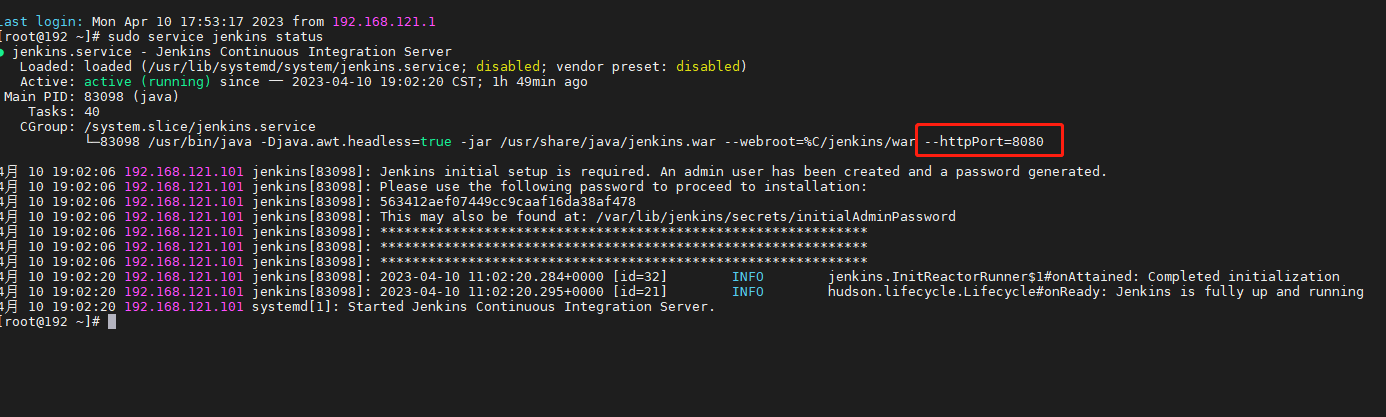 Last login: Mon Apr 10 17:53:17 2023 from 192.168.121.1
[root@192 ~]# sudo service jenkins status
● jenkins.service - Jenkins Continuous Integration Server
Loaded: loaded (/usr/lib/systemd/system/jenkins.service; disabled; vendor preset: disabled)
Active: active (running) since 一 2023-04-10 19:02:20 CST; 1h 49min ago
Main PID: 83098 (java)
Tasks: 40
CGroup: /system.slice/jenkins.service
└─83098 /usr/bin/java -Djava.awt.headless=true -jar /usr/share/java/jenkins.war --webroot=%C/jenkins/war --httpPort=8080
4月 10 19:02:06 192.168.121.101 jenkins[83098]: Jenkins initial setup is required. An admin user has been created and a password generated.
4月 10 19:02:06 192.168.121.101 jenkins[83098]: Please use the following password to proceed to installation:
4月 10 19:02:06 192.168.121.101 jenkins[83098]: 563412aef07449cc9caaf16da38af478
4月 10 19:02:06 192.168.121.101 jenkins[83098]: This may also be found at: /var/lib/jenkins/secrets/initialAdminPassword
4月 10 19:02:06 192.168.121.101 jenkins[83098]: *************************************************************
4月 10 19:02:06 192.168.121.101 jenkins[83098]: *************************************************************
4月 10 19:02:06 192.168.121.101 jenkins[83098]: *************************************************************
4月 10 19:02:20 192.168.121.101 jenkins[83098]: 2023-04-10 11:02:20.284+0000 [id=32] INFO jenkins.InitReactorRunner$1#onAttained: Completed initialization
4月 10 19:02:20 192.168.121.101 jenkins[83098]: 2023-04-10 11:02:20.295+0000 [id=21] INFO hudson.lifecycle.Lifecycle#onReady: Jenkins is fully up and running
4月 10 19:02:20 192.168.121.101 systemd[1]: Started Jenkins Continuous Integration Server.
[root@192 ~]#